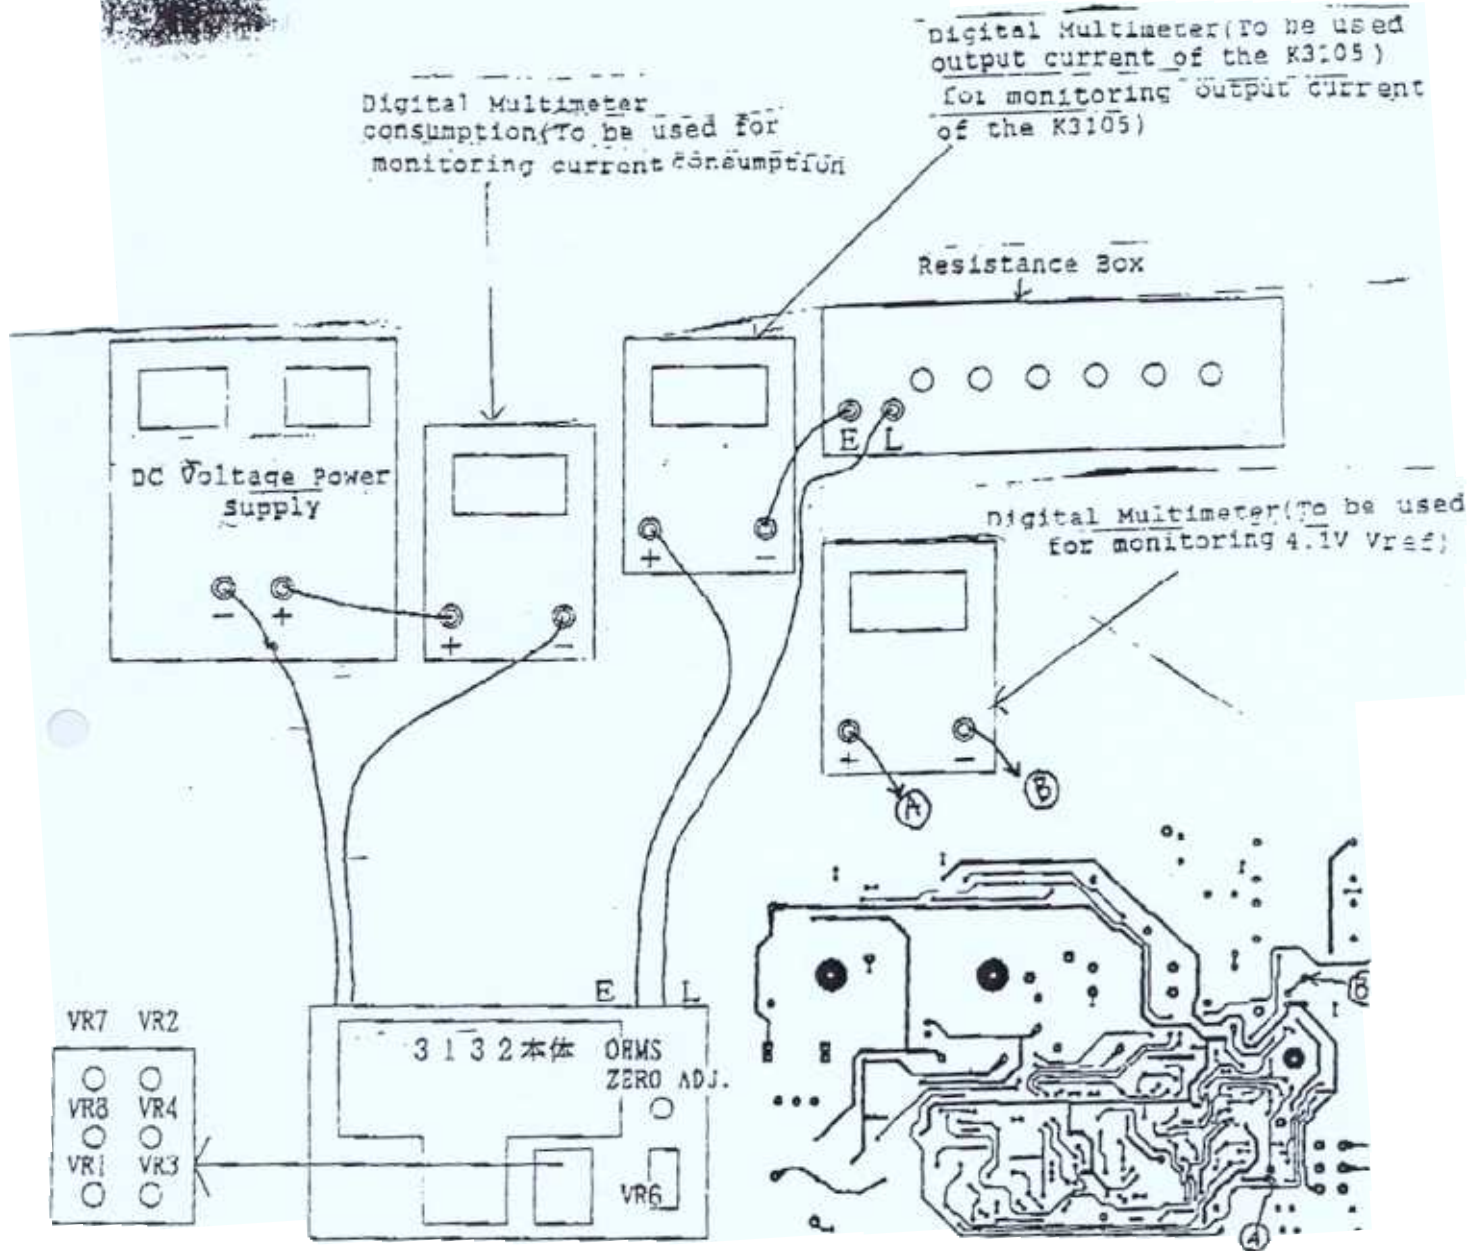 Digital Multimeter(To be used
output current of the K3105)
for monitoring output current
of the K3105)
Digital Multimeter
consumption(To be used for
monitoring current consumption
Resistance Box
E L
DC Voltage Power
supply
- +
+ -
+ -
Digital Multimeter(To be used
for monitoring 4.1V Vref)
+ -
A
B
E L
VR7 VR2
3132本体 OHMS
ZERO ADJ.
VR8 VR4
VR1 VR3
VR6
B
A